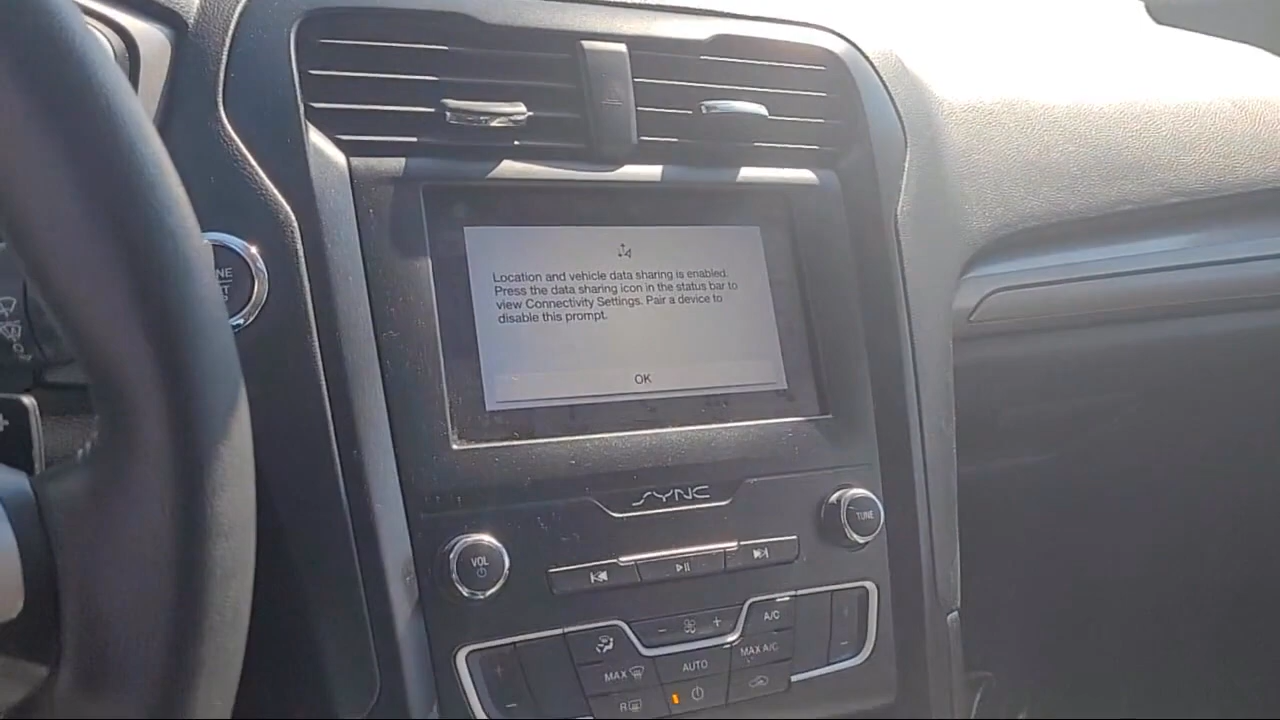 Location and vehicle data sharing is enabled.
Press the data sharing icon in the status bar to
view Connectivity Settings. Pair a device to
disable this prompt.
OK
SYNC
VOL
TUNE
A/C
MAX A/C
AUTO
MAX
R